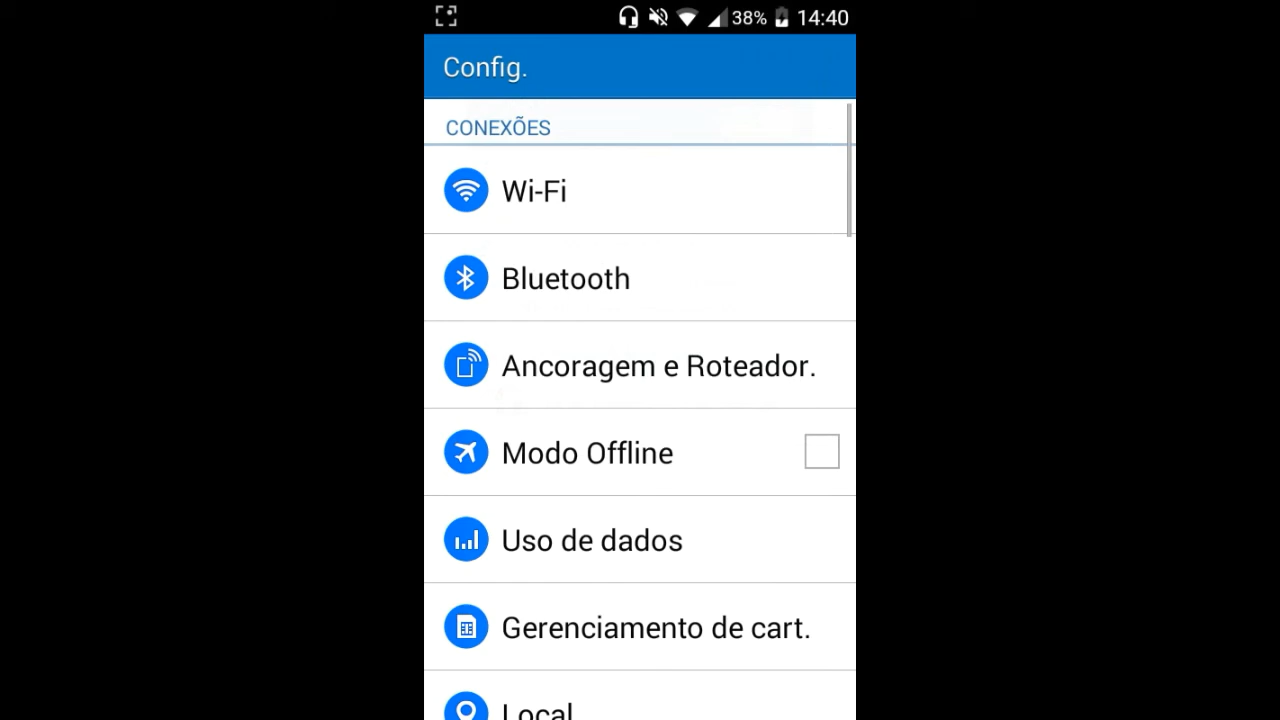 38% 14:40
Config.
CONEXÕES
Wi-Fi
Bluetooth
Ancoragem e Roteador.
Modo Offline
Uso de dados
Gerenciamento de cart.
Local